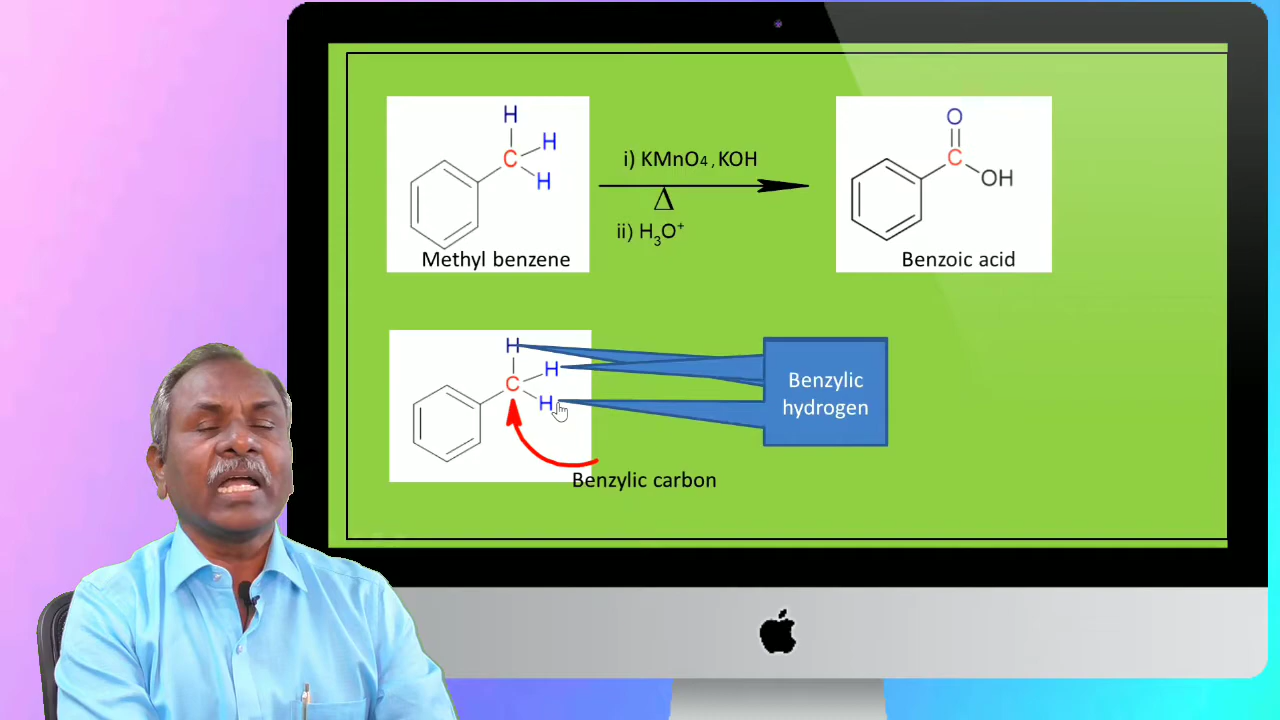 H
H
C
H
Methyl benzene
i) KMnO4 , KOH
Δ
ii) H3O+
O
C
OH
Benzoic acid
H
H
C
H
Benzylic
hydrogen
Benzylic carbon